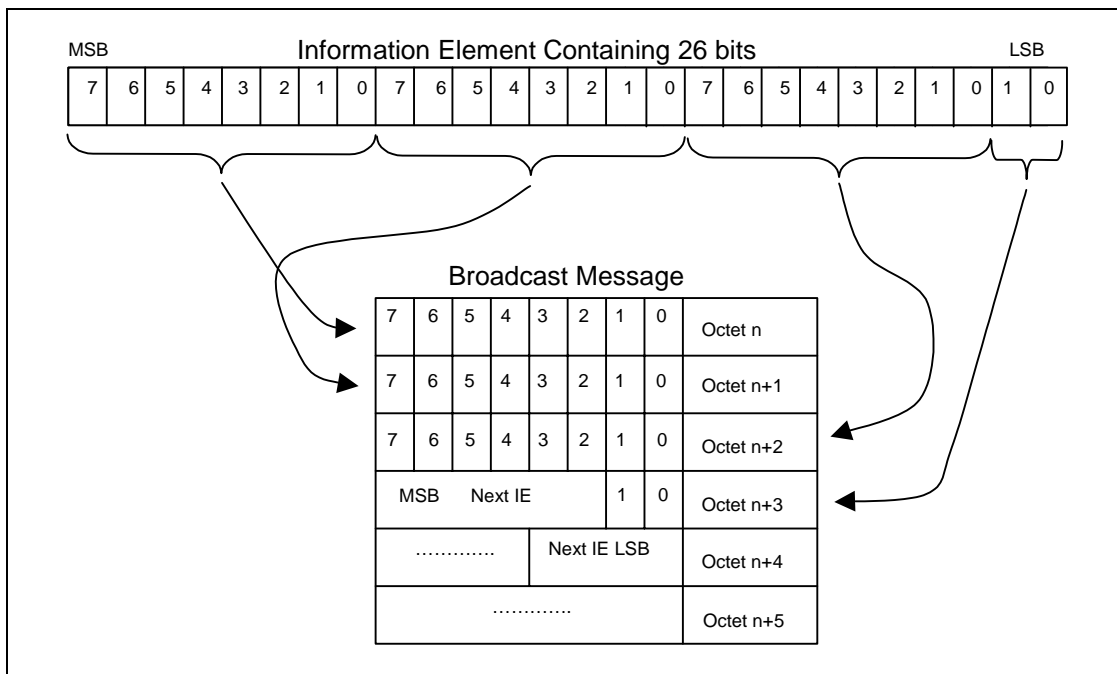 MSB Information Element Containing 26 bits LSB
7 6 5 4 3 2 1 0 7 6 5 4 3 2 1 0 7 6 5 4 3 2 1 0 1 0
Broadcast Message
7 6 5 4 3 2 1 0 Octet n
7 6 5 4 3 2 1 0 Octet n+1
7 6 5 4 3 2 1 0 Octet n+2
MSB Next IE 1 0 Octet n+3
............. Next IE LSB Octet n+4
............. Octet n+5